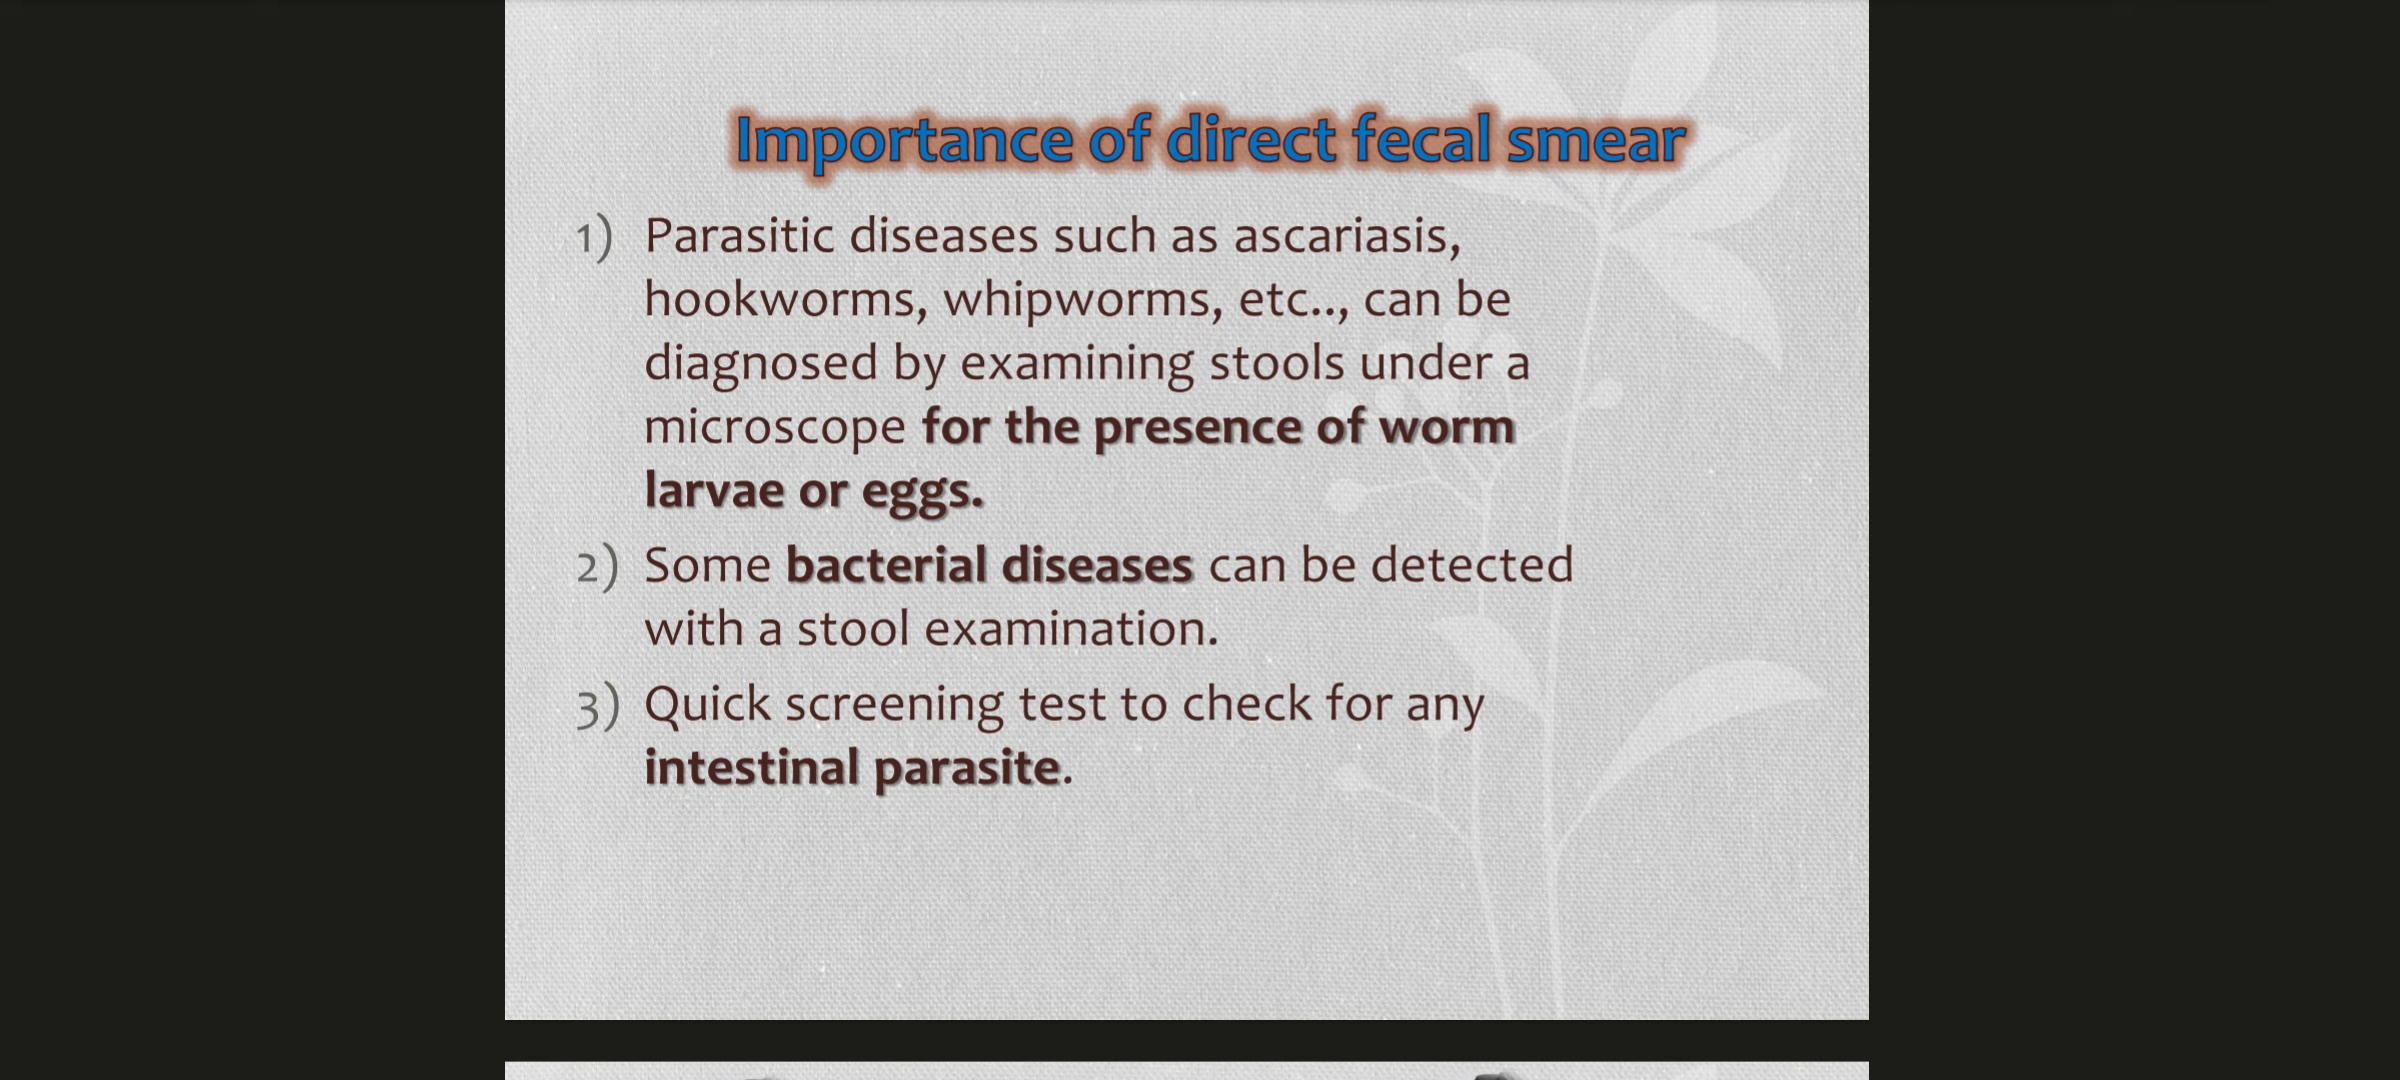 Importance of direct fecal smear
1) Parasitic diseases such as ascariasis,
hookworms, whipworms, etc.., can be
diagnosed by examining stools under a
microscope for the presence of worm
larvae or eggs.
2) Some bacterial diseases can be detected
with a stool examination.
3) Quick screening test to check for any
intestinal parasite.